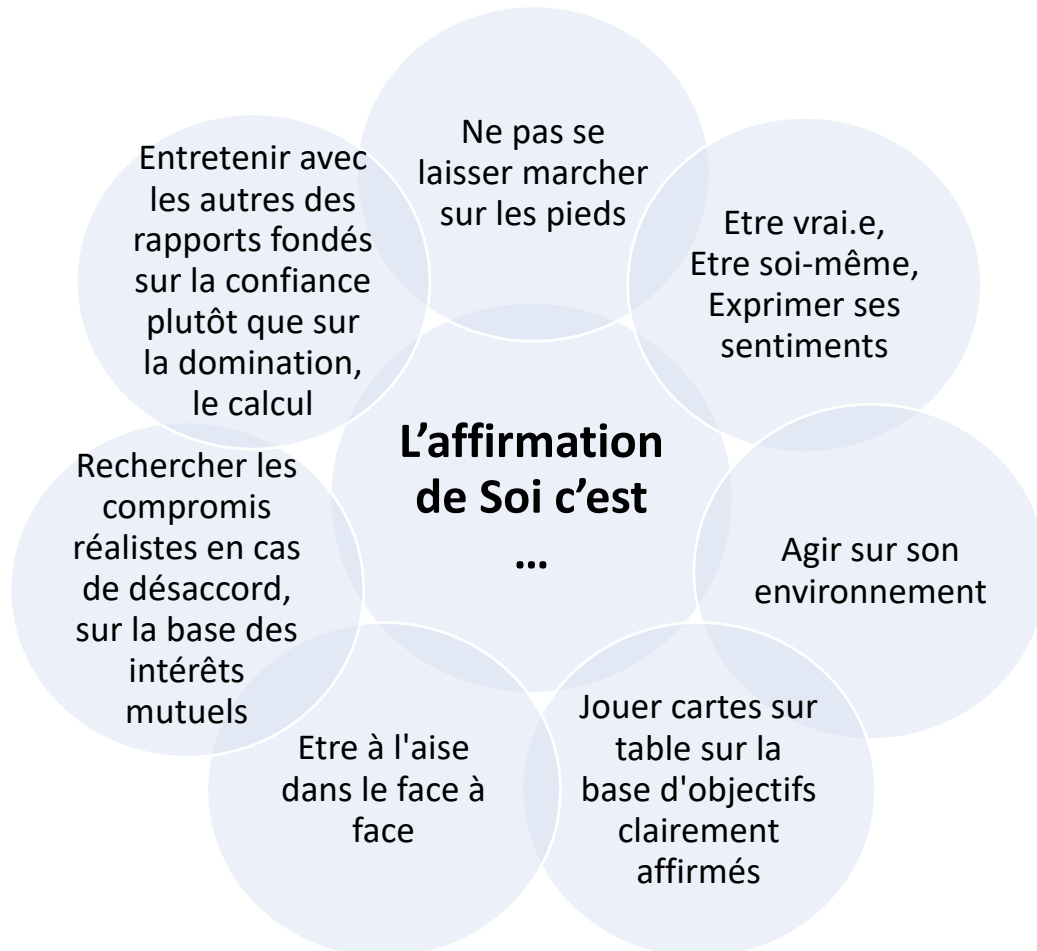 L’affirmation
de Soi c’est
...
Ne pas se
laisser marcher
sur les pieds
Etre vrai.e,
Etre soi-même,
Exprimer ses
sentiments
Agir sur son
environnement
Jouer cartes sur
table sur la
base d'objectifs
clairement
affirmés
Etre à l'aise
dans le face à
face
Rechercher les
compromis
réalistes en cas
de désaccord,
sur la base des
intérêts
mutuels
Entretenir avec
les autres des
rapports fondés
sur la confiance
plutôt que sur
la domination,
le calcul